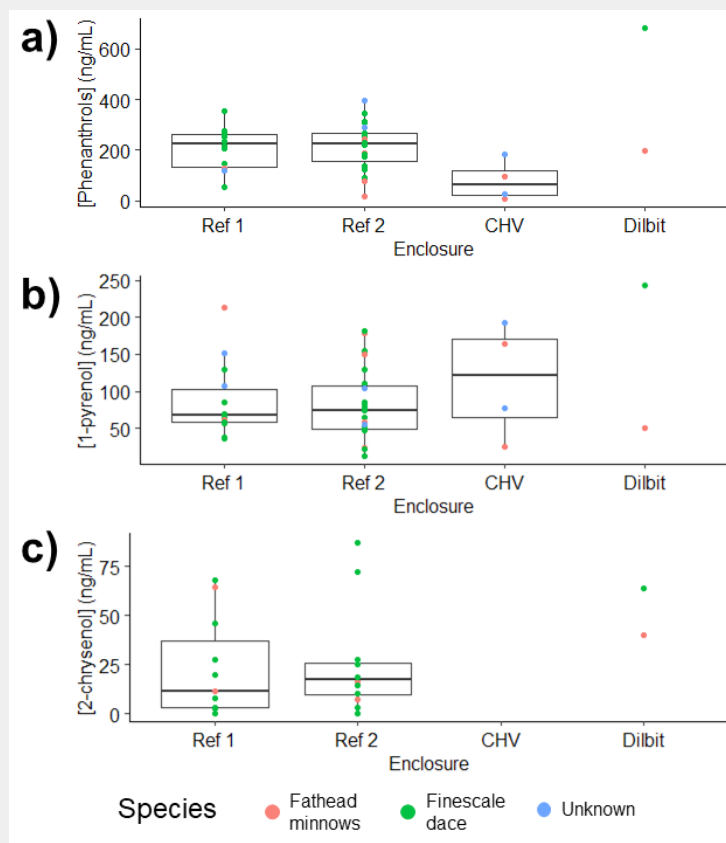 a)
[Phenanthrols] (ng/mL)
600
400
200
0
Ref 1 Ref 2 CHV Dilbit
Enclosure
b)
[1-pyrenol] (ng/mL)
250
200
150
100
50
Ref 1 Ref 2 CHV Dilbit
Enclosure
c)
[2-chrysenol] (ng/mL)
75
50
25
0
Ref 1 Ref 2 CHV Dilbit
Enclosure
Species
Fathead
minnows
Finescale
dace
Unknown